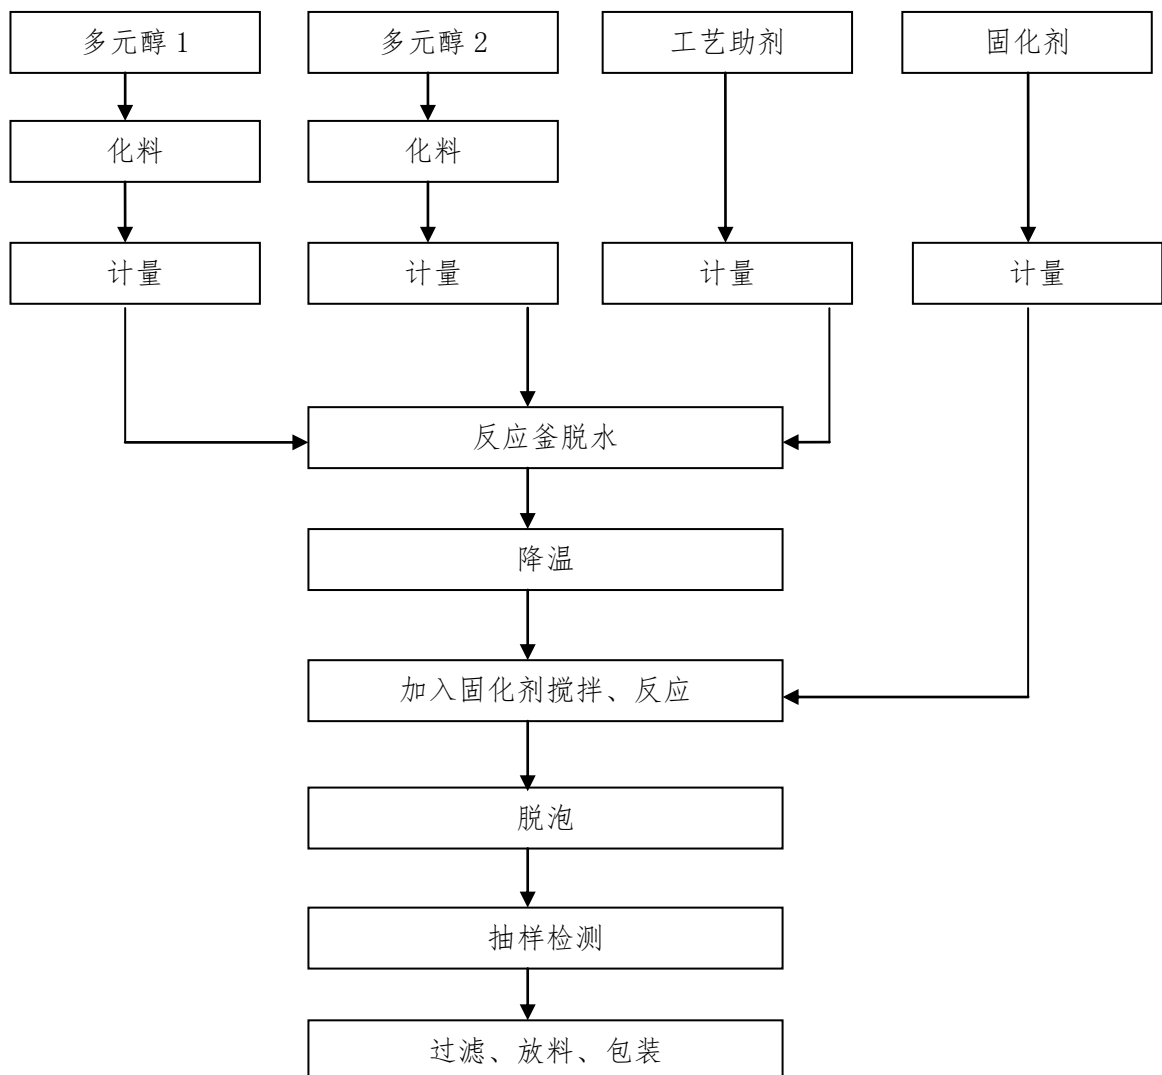 多元醇 1
多元醇 2
工艺助剂
固化剂
化料
化料
计量
计量
计量
计量
反应釜脱水
降温
加入固化剂搅拌、反应
脱泡
抽样检测
过滤、放料、包装